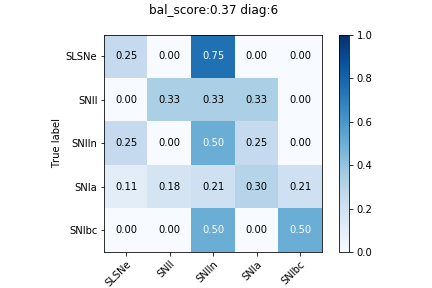 bal_score:0.37 diag:6
True label
SLSNe 0.25 0.00 0.75 0.00 0.00
SNII 0.00 0.33 0.33 0.33 0.00
SNIIn 0.25 0.00 0.50 0.25 0.00
SNIa 0.11 0.18 0.21 0.30 0.21
SNIbc 0.00 0.00 0.50 0.00 0.50
SLSNe SNII SNIIn SNIa SNIbc
1.0
0.8
0.6
0.4
0.2
0.0